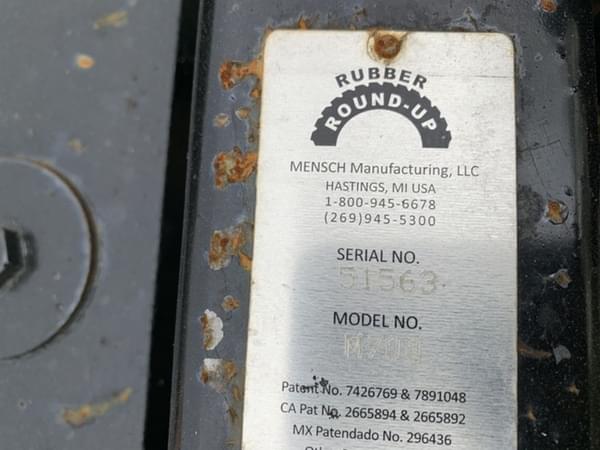 RUBBER
ROUND-UP
MENSCH Manufacturing, LLC
HASTINGS, MI USA
1-800-945-6678
(269)945-5300
SERIAL NO.
51563
MODEL NO.
Patent No. 7426769 & 7891048
CA Pat No. 2665894 & 2665892
MX Patendado No. 296436